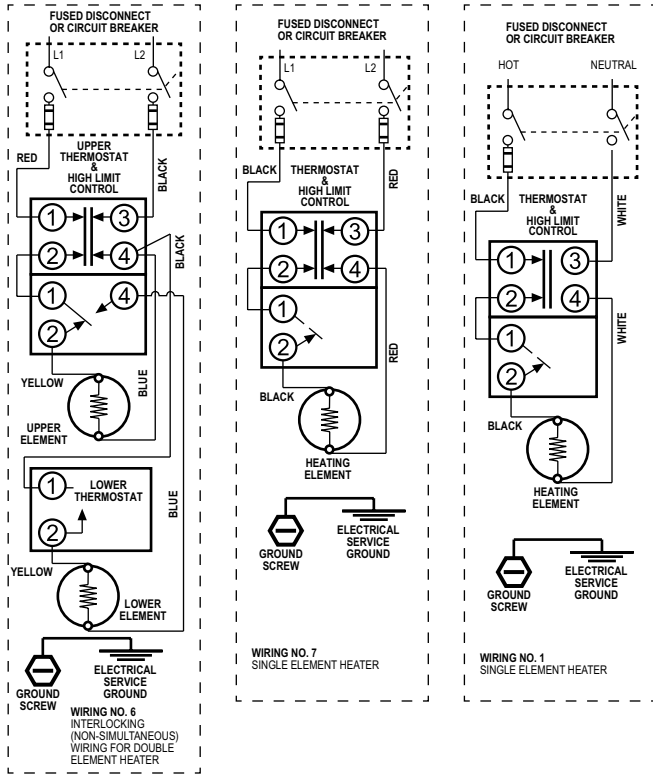 FUSED DISCONNECT
OR CIRCUIT BREAKER
L1
L2
RED
UPPER
THERMOSTAT
&
HIGH LIMIT
CONTROL
BLACK
1
3
2
4
BLACK
1
4
2
YELLOW
BLUE
UPPER
ELEMENT
1
LOWER
THERMOSTAT
2
BLUE
YELLOW
LOWER
ELEMENT
GROUND
SCREW
ELECTRICAL
SERVICE
GROUND
WIRING NO. 6
INTERLOCKING
(NON-SIMULTANEOUS)
WIRING FOR DOUBLE
ELEMENT HEATER
FUSED DISCONNECT
OR CIRCUIT BREAKER
L1
L2
BLACK
THERMOSTAT
&
HIGH LIMIT
CONTROL
RED
1
3
2
4
1
2
RED
BLACK
HEATING
ELEMENT
GROUND
SCREW
ELECTRICAL
SERVICE
GROUND
WIRING NO. 7
SINGLE ELEMENT HEATER
FUSED DISCONNECT
OR CIRCUIT BREAKER
HOT
NEUTRAL
BLACK
THERMOSTAT
&
HIGH LIMIT
CONTROL
WHITE
1
3
2
4
1
2
WHITE
BLACK
HEATING
ELEMENT
GROUND
SCREW
ELECTRICAL
SERVICE
GROUND
WIRING NO. 1
SINGLE ELEMENT HEATER